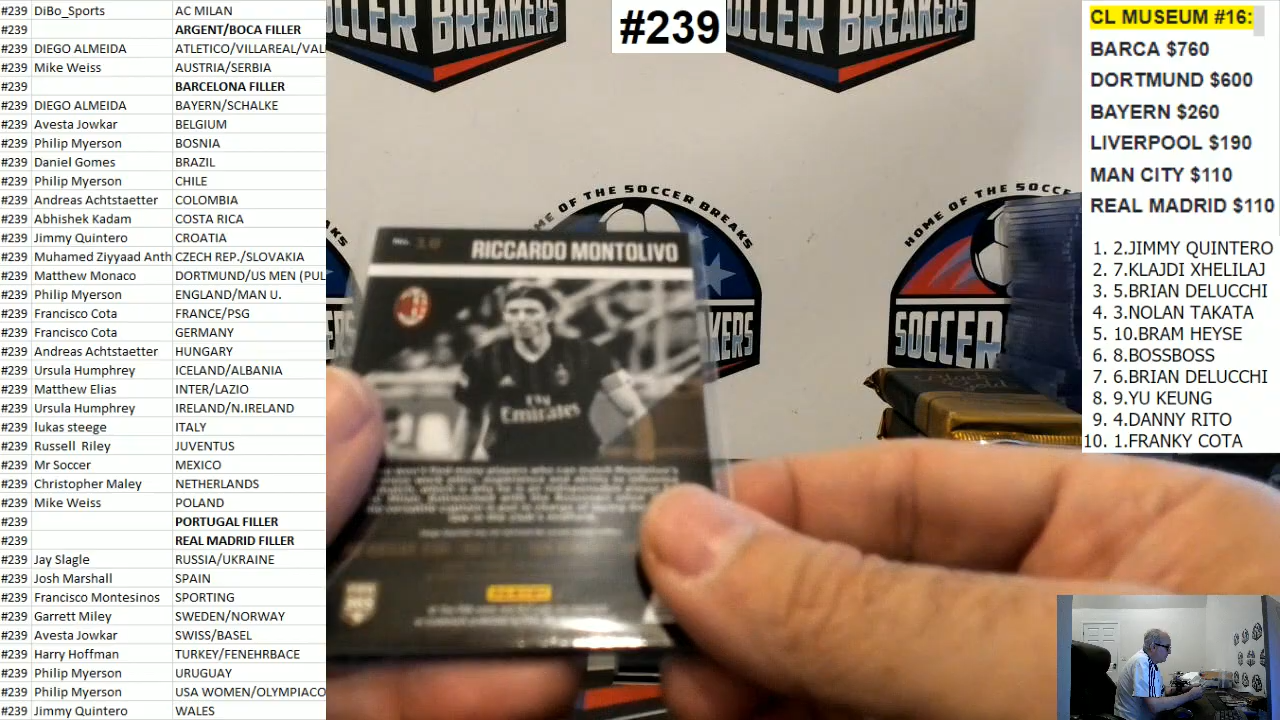 #239 DiBo_Sports AC MILAN
#239 ARGENT/BOCA FILLER
#239 DIEGO ALMEIDA ATLETICO/VILLAREAL/VAL
#239 Mike Weiss AUSTRIA/SERBIA
#239 BARCELONA FILLER
#239 DIEGO ALMEIDA BAYERN/SCHALKE
#239 Avesta Jowkar BELGIUM
#239 Philip Myerson BOSNIA
#239 Daniel Gomes BRAZIL
#239 Philip Myerson CHILE
#239 Andreas Achtstaetter COLOMBIA
#239 Abhishek Kadam COSTA RICA
#239 Jimmy Quintero CROATIA
#239 Muhamed Ziyyaad Anth CZECH REP./SLOVAKIA
#239 Matthew Monaco DORTMUND/US MEN (PUL
#239 Philip Myerson ENGLAND/MAN U.
#239 Francisco Cota FRANCE/PSG
#239 Francisco Cota GERMANY
#239 Andreas Achtstaetter HUNGARY
#239 Ursula Humphrey ICELAND/ALBANIA
#239 Matthew Elias INTER/LAZIO
#239 Ursula Humphrey IRELAND/N.IRELAND
#239 lukas steege ITALY
#239 Russell Riley JUVENTUS
#239 Mr Soccer MEXICO
#239 Christopher Maley NETHERLANDS
#239 Mike Weiss POLAND
#239 PORTUGAL FILLER
#239 REAL MADRID FILLER
#239 Jay Slagle RUSSIA/UKRAINE
#239 Josh Marshall SPAIN
#239 Francisco Montesinos SPORTING
#239 Garrett Miley SWEDEN/NORWAY
#239 Avesta Jowkar SWISS/BASEL
#239 Harry Hoffman TURKEY/FENEHRBACE
#239 Philip Myerson URUGUAY
#239 Philip Myerson USA WOMEN/OLYMPIACO
#239 Jimmy Quintero WALES
#239
BREAKERS
BREAKERS
HOME OF THE SOCCER BREAKS
SOCCER
RICCARDO MONTOLIVO
Fly
Emirates
PANINI
CL MUSEUM #16:
BARCA $760
DORTMUND $600
BAYERN $260
LIVERPOOL $190
MAN CITY $110
REAL MADRID $110
1. 2.JIMMY QUINTERO
2. 7.KLAJDI XHELILAJ
3. 5.BRIAN DELUCCHI
4. 3.NOLAN TAKATA
5. 10.BRAM HEYSE
6. 8.BOSSBOSS
7. 6.BRIAN DELUCCHI
8. 9.YU KEUNG
9. 4.DANNY RITO
10. 1.FRANKY COTA